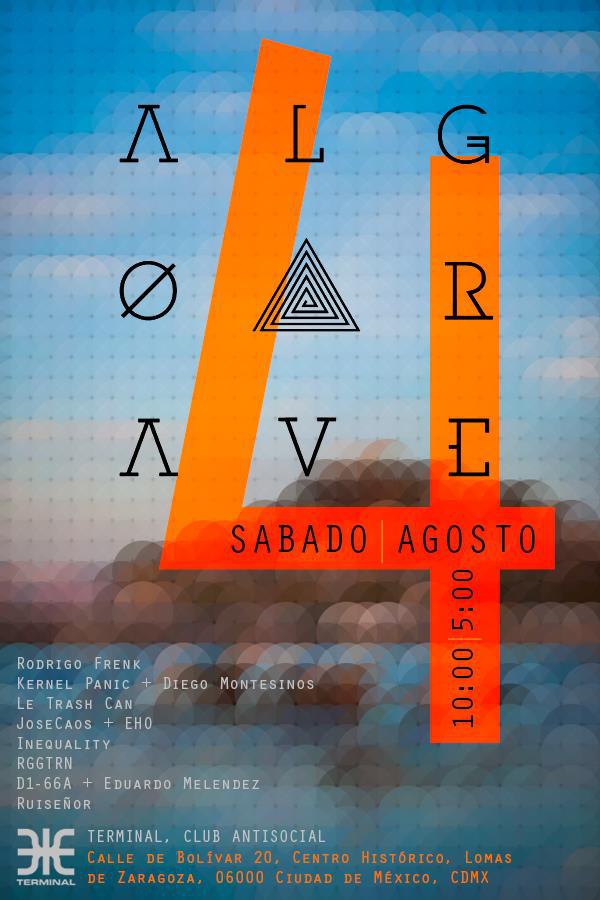 Λ L G
Ø R
Λ V E
4
SABADO | AGOSTO
10:00 | 5:00
Rodrigo Frenk
Kernel Panic + Diego Montesinos
Le Trash Can
JoseCaos + EHO
Inequality
RGGTRN
D1-66A + Eduardo Melendez
Ruiseñor
TERMINAL, CLUB ANTISOCIAL
Calle de Bolívar 20, Centro Histórico, Lomas
de Zaragoza, 06000 Ciudad de México, CDMX
TERMINAL